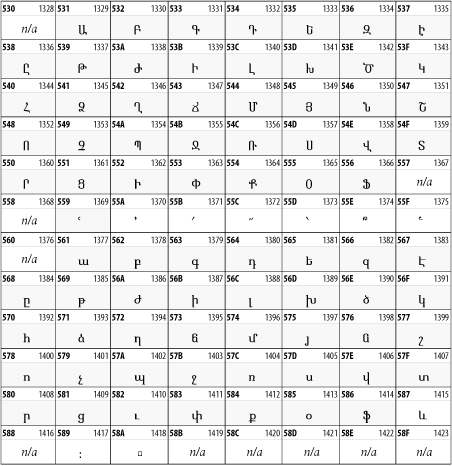 530 1328 531 1329 532 1330 533 1331 534 1332 535 1333 536 1334 537 1335
n/a Ա Բ Գ Դ Ե Զ Է
538 1336 539 1337 53A 1338 53B 1339 53C 1340 53D 1341 53E 1342 53F 1343
Ը Թ Ժ Ի Լ Խ Ծ Կ
540 1344 541 1345 542 1346 543 1347 544 1348 545 1349 546 1350 547 1351
Հ Ձ Ղ Ճ Մ Յ Ն Շ
548 1352 549 1353 54A 1354 54B 1355 54C 1356 54D 1357 54E 1358 54F 1359
Ո Չ Պ Ջ Ռ Ս Վ Տ
550 1360 551 1361 552 1362 553 1363 554 1364 555 1365 556 1366 557 1367
Ր Ց Ւ Փ Ք Օ Ֆ n/a
558 1368 559 1369 55A 1370 55B 1371 55C 1372 55D 1373 55E 1374 55F 1375
n/a ՙ ՚ ՛ ՜ ՝ ՞ ՟
560 1376 561 1377 562 1378 563 1379 564 1380 565 1381 566 1382 567 1383
n/a ա բ գ դ ե զ է
568 1384 569 1385 56A 1386 56B 1387 56C 1388 56D 1389 56E 1390 56F 1391
ը թ ժ ի լ խ ծ կ
570 1392 571 1393 572 1394 573 1395 574 1396 575 1397 576 1398 577 1399
հ ձ ղ ճ մ յ ն շ
578 1400 579 1401 57A 1402 57B 1403 57C 1404 57D 1405 57E 1406 57F 1407
ո չ պ ջ ռ ս վ տ
580 1408 581 1409 582 1410 583 1411 584 1412 585 1413 586 1414 587 1415
ր ց ւ փ ք օ ֆ և
588 1416 589 1417 58A 1418 58B 1419 58C 1420 58D 1421 58E 1422 58F 1423
n/a ։ ▫ n/a n/a n/a n/a n/a